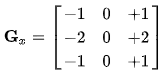 G_x = [ −1 0 +1
−2 0 +2
−1 0 +1 ]